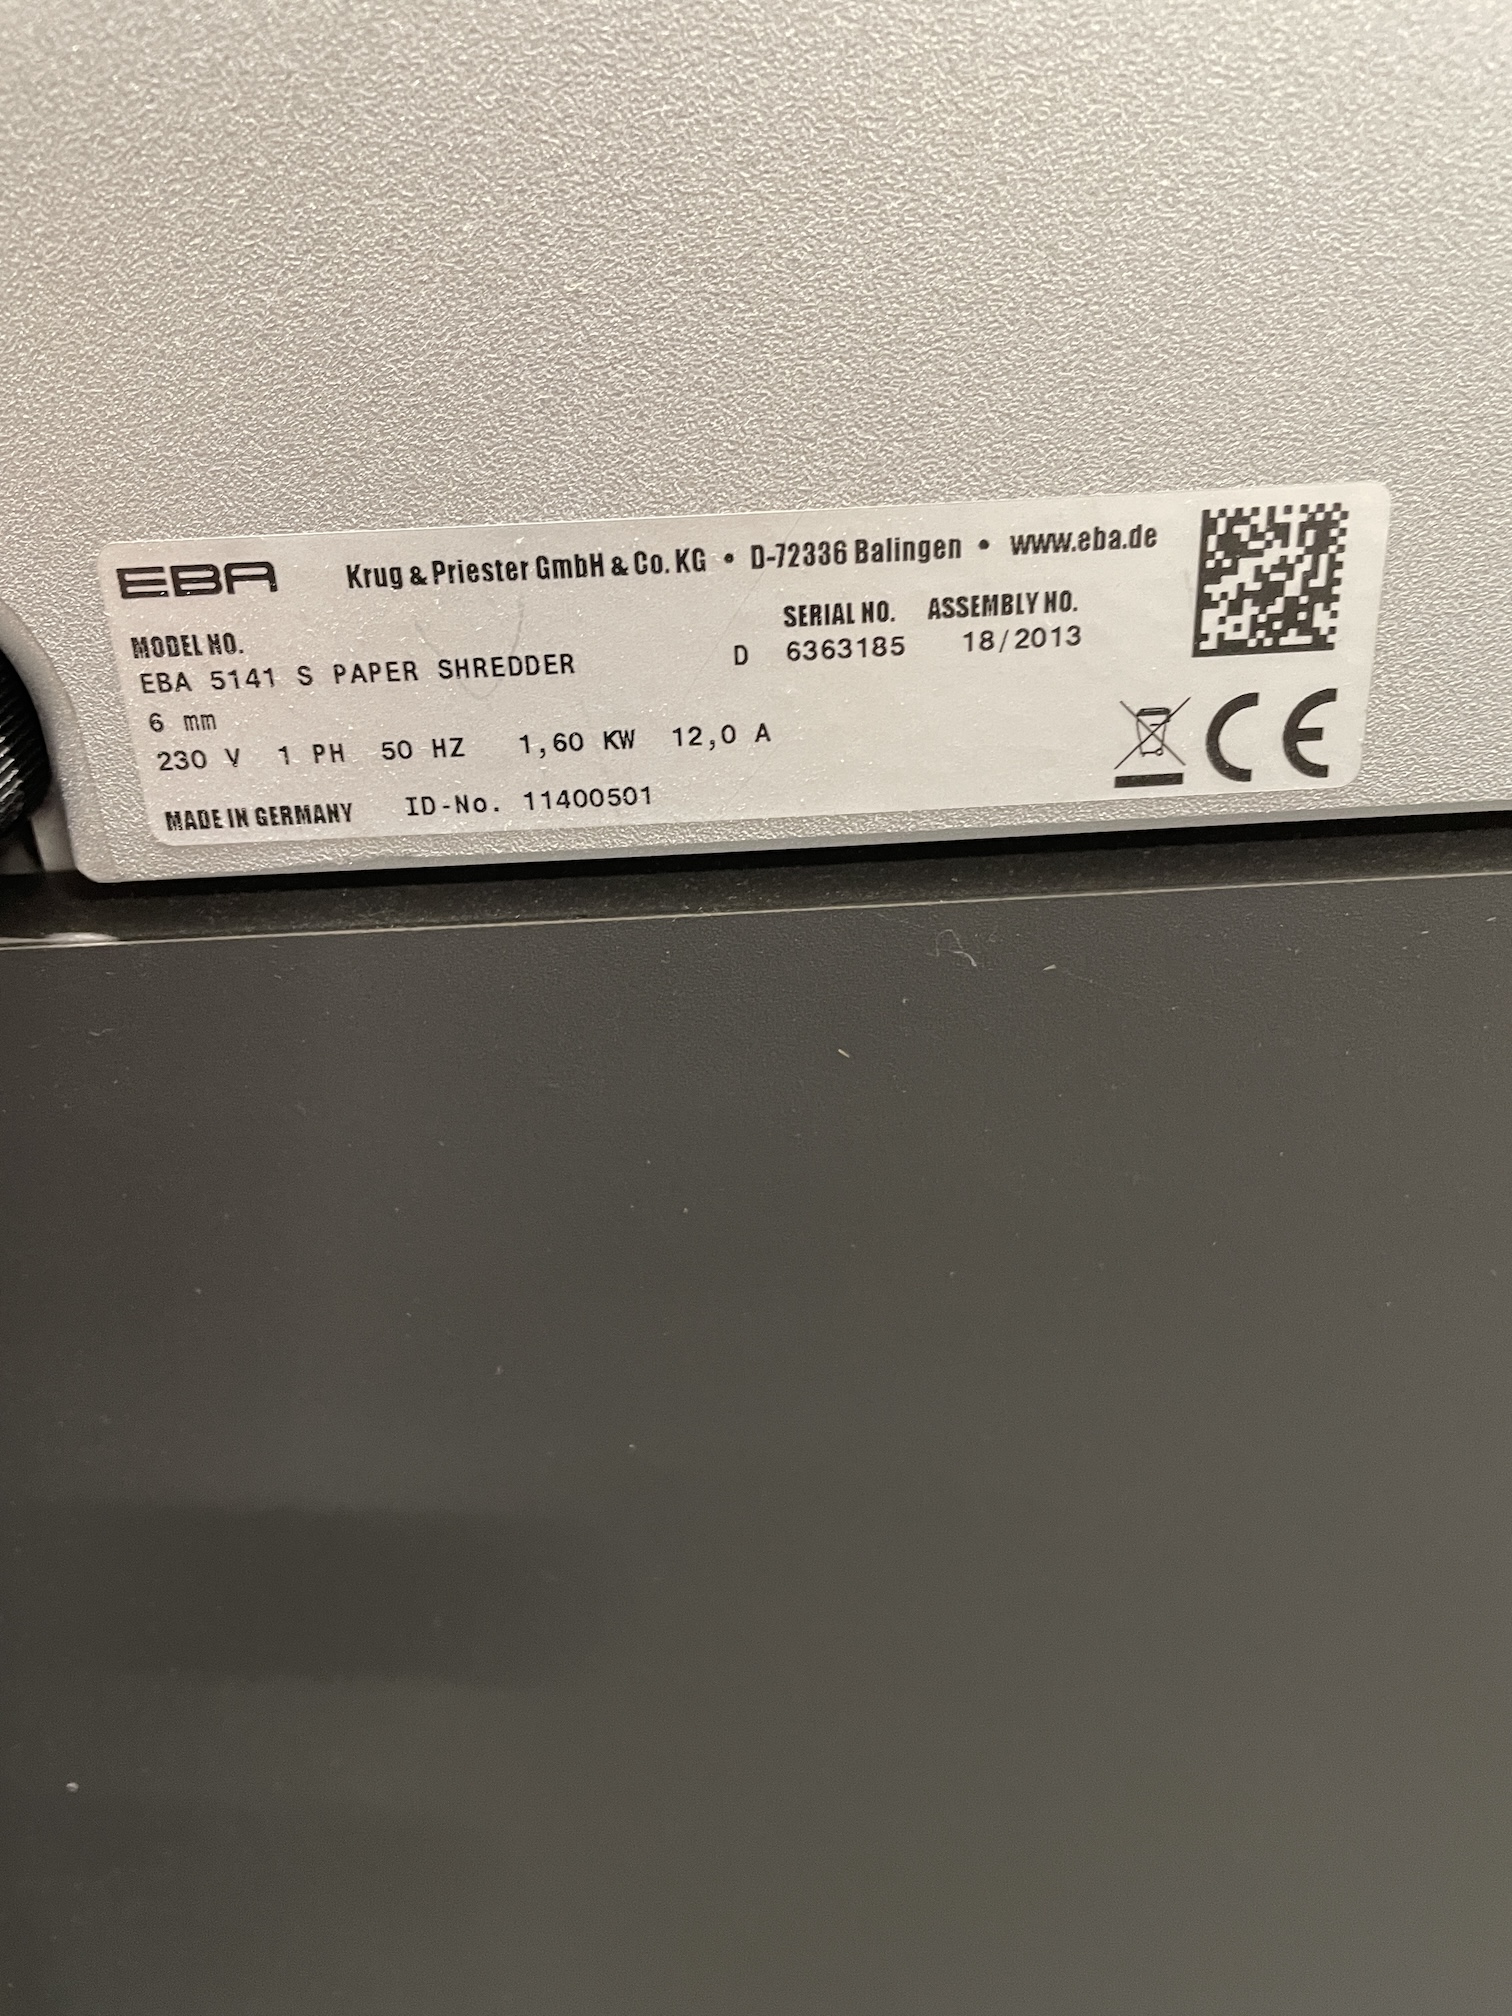 EBA Krug & Priester GmbH & Co. KG • D-72336 Balingen • www.eba.de
MODEL NO. SERIAL NO. ASSEMBLY NO.
EBA 5141 S PAPER SHREDDER D 6363185 18/2013
6 mm
230 V 1 PH 50 HZ 1,60 KW 12,0 A
MADE IN GERMANY ID-No. 11400501
CE